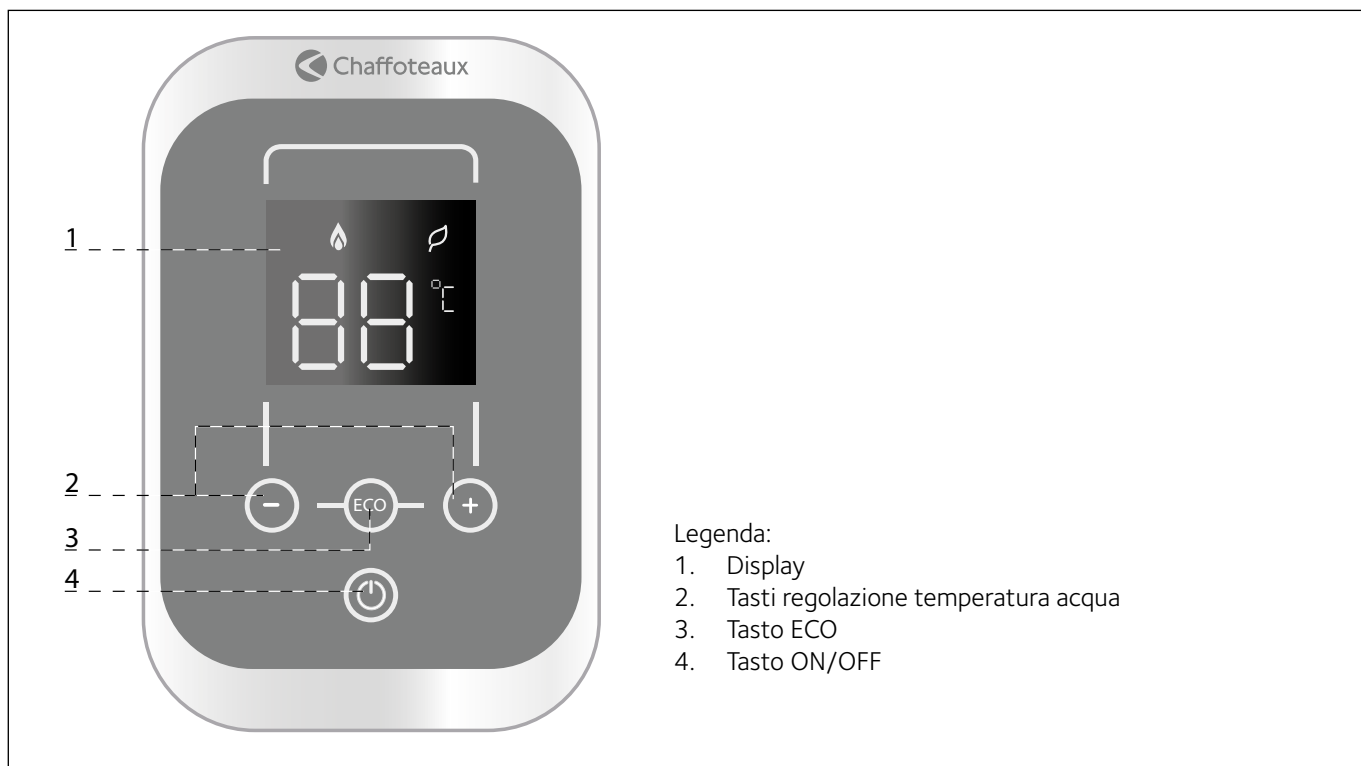 Chaffoteaux
1
88 °C
2
− ECO +
3
4
Legenda:
1. Display
2. Tasti regolazione temperatura acqua
3. Tasto ECO
4. Tasto ON/OFF